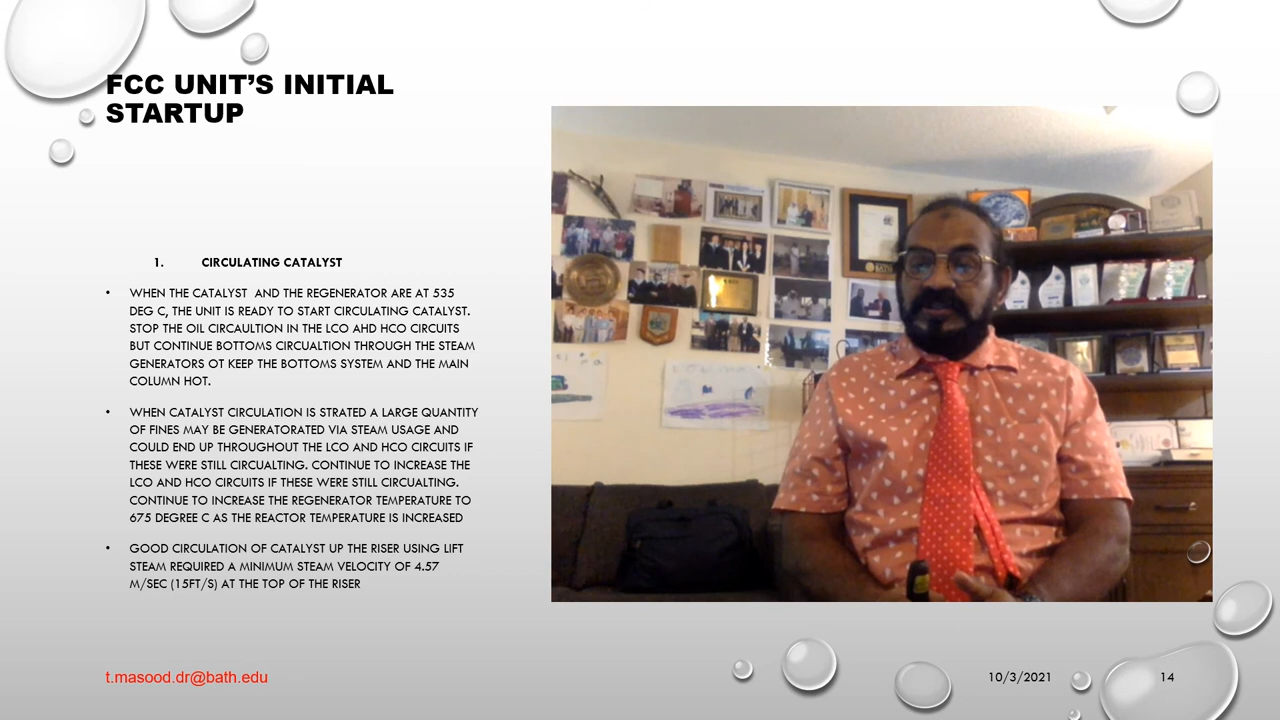 FCC UNIT’S INITIAL
STARTUP
1. CIRCULATING CATALYST
• WHEN THE CATALYST AND THE REGENERATOR ARE AT 535
DEG C, THE UNIT IS READY TO START CIRCULATING CATALYST.
STOP THE OIL CIRCAULTION IN THE LCO AHD HCO CIRCUITS
BUT CONTINUE BOTTOMS CIRCUALTION THROUGH THE STEAM
GENERATORS OT KEEP THE BOTTOMS SYSTEM AND THE MAIN
COLUMN HOT.
• WHEN CATALYST CIRCULATION IS STRATED A LARGE QUANTITY
OF FINES MAY BE GENERATORATED VIA STEAM USAGE AND
COULD END UP THROUGHOUT THE LCO AND HCO CIRCUITS IF
THESE WERE STILL CIRCUALTING. CONTINUE TO INCREASE THE
LCO AND HCO CIRCUITS IF THESE WERE STILL CIRCUALTING.
CONTINUE TO INCREASE THE REGENERATOR TEMPERATURE TO
675 DEGREE C AS THE REACTOR TEMPERATURE IS INCREASED
• GOOD CIRCULATION OF CATALYST UP THE RISER USING LIFT
STEAM REQUIRED A MINIMUM STEAM VELOCITY OF 4.57
M/SEC (15FT/S) AT THE TOP OF THE RISER
t.masood.dr@bath.edu
10/3/2021
14